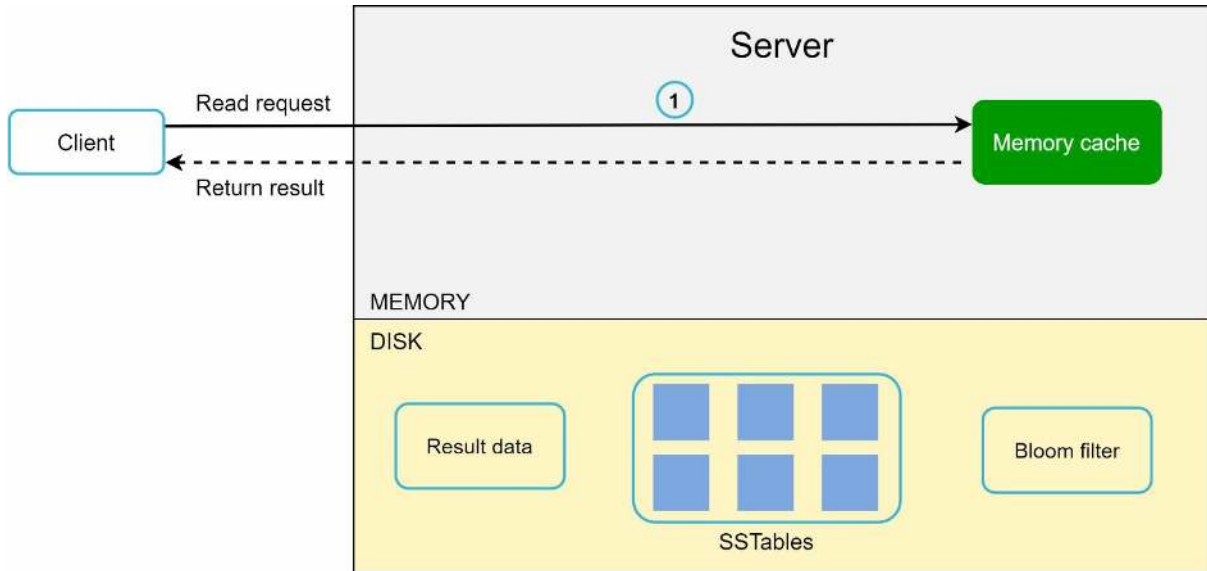 Server
Read request
1
Client
Memory cache
Return result
MEMORY
DISK
Result data
Bloom filter
SSTables